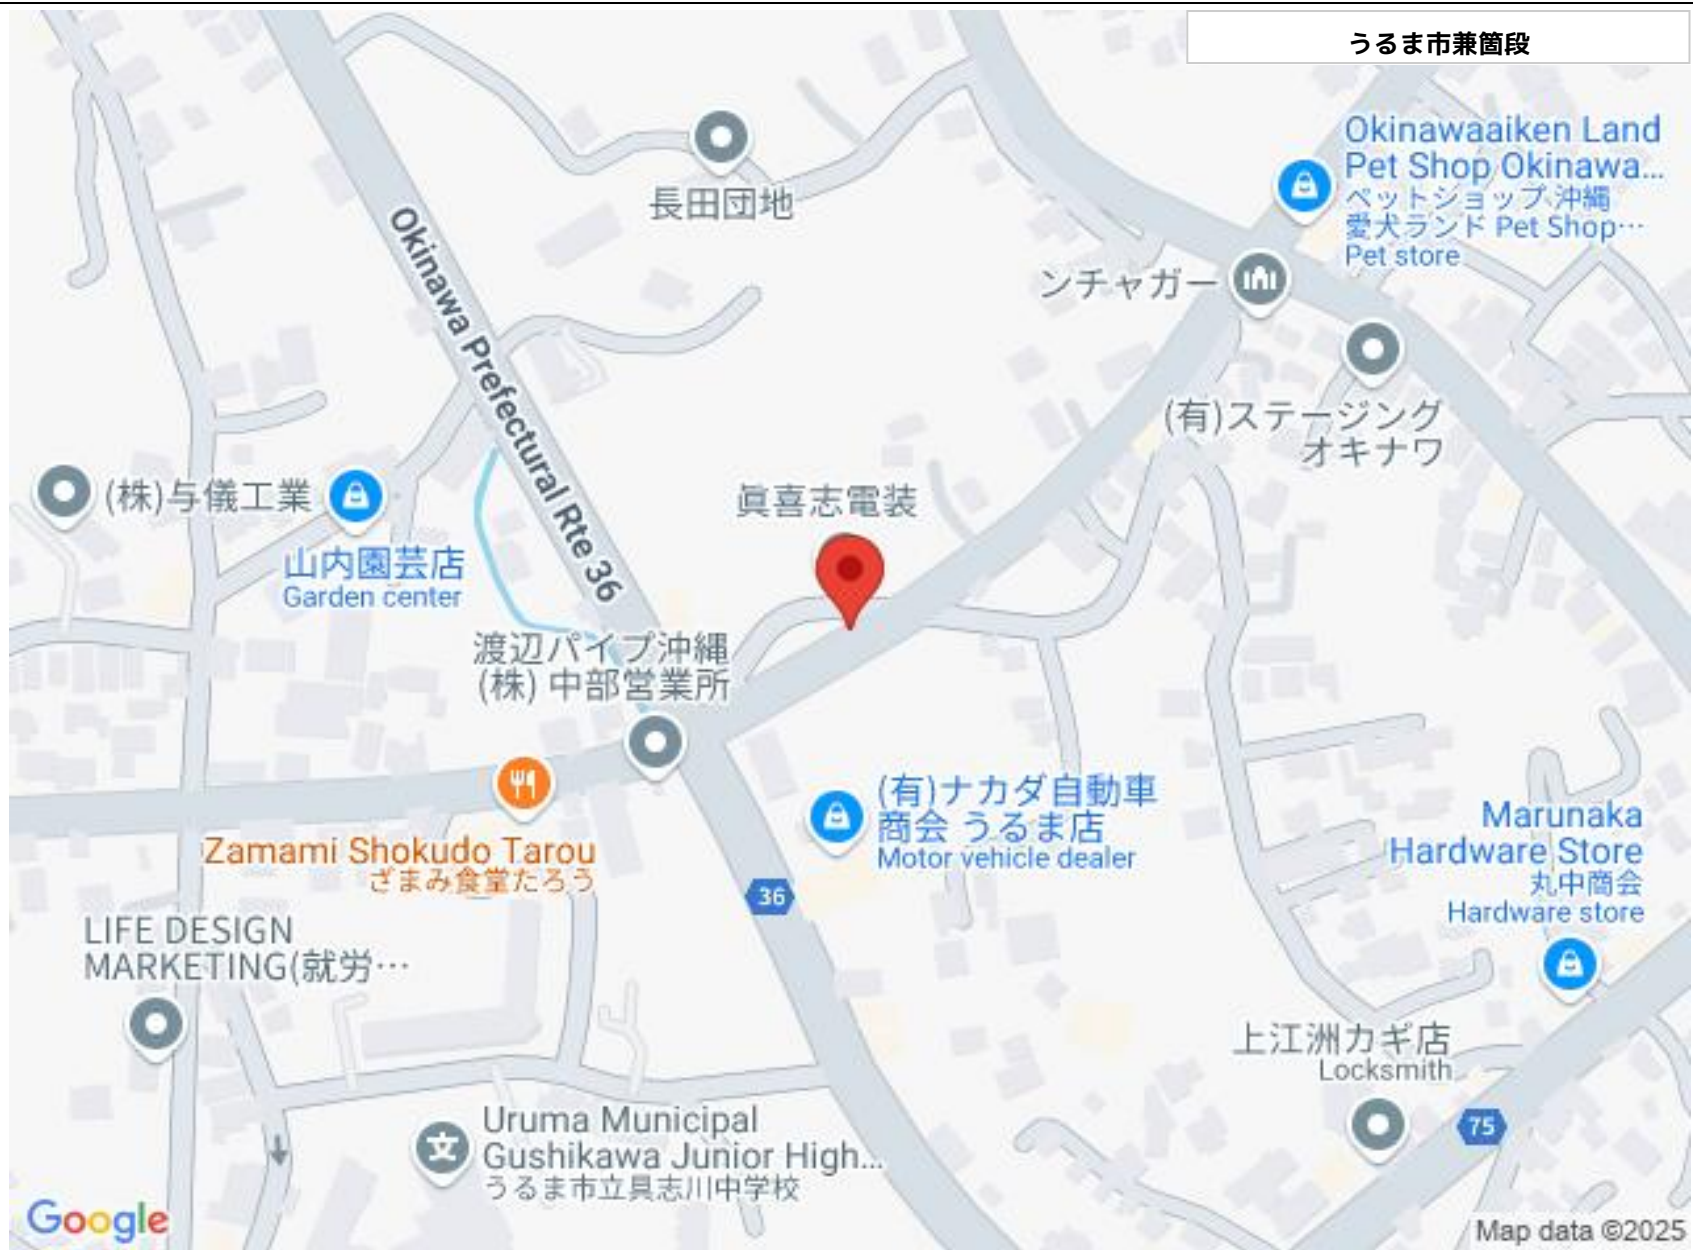 うるま市兼箇段
Okinawaaiken Land
Pet Shop Okinawa...
ペットショップ 沖縄
愛犬ランド Pet Shop…
Pet store
長田団地
Okinawa Prefectural Rte 36
ンチャガー
(有)ステージング
オキナワ
(株)与儀工業
眞喜志電装
山内園芸店
Garden center
渡辺パイプ沖縄
(株) 中部営業所
(有)ナカダ自動車
商会 うるま店
Motor vehicle dealer
Marunaka
Hardware Store
丸中商会
Hardware store
Zamami Shokudo Tarou
ざまみ食堂たろう
36
LIFE DESIGN
MARKETING(就労…
上江洲カギ店
Locksmith
75
Uruma Municipal
Gushikawa Junior High...
うるま市立具志川中学校
文
Google
Map data ©2025